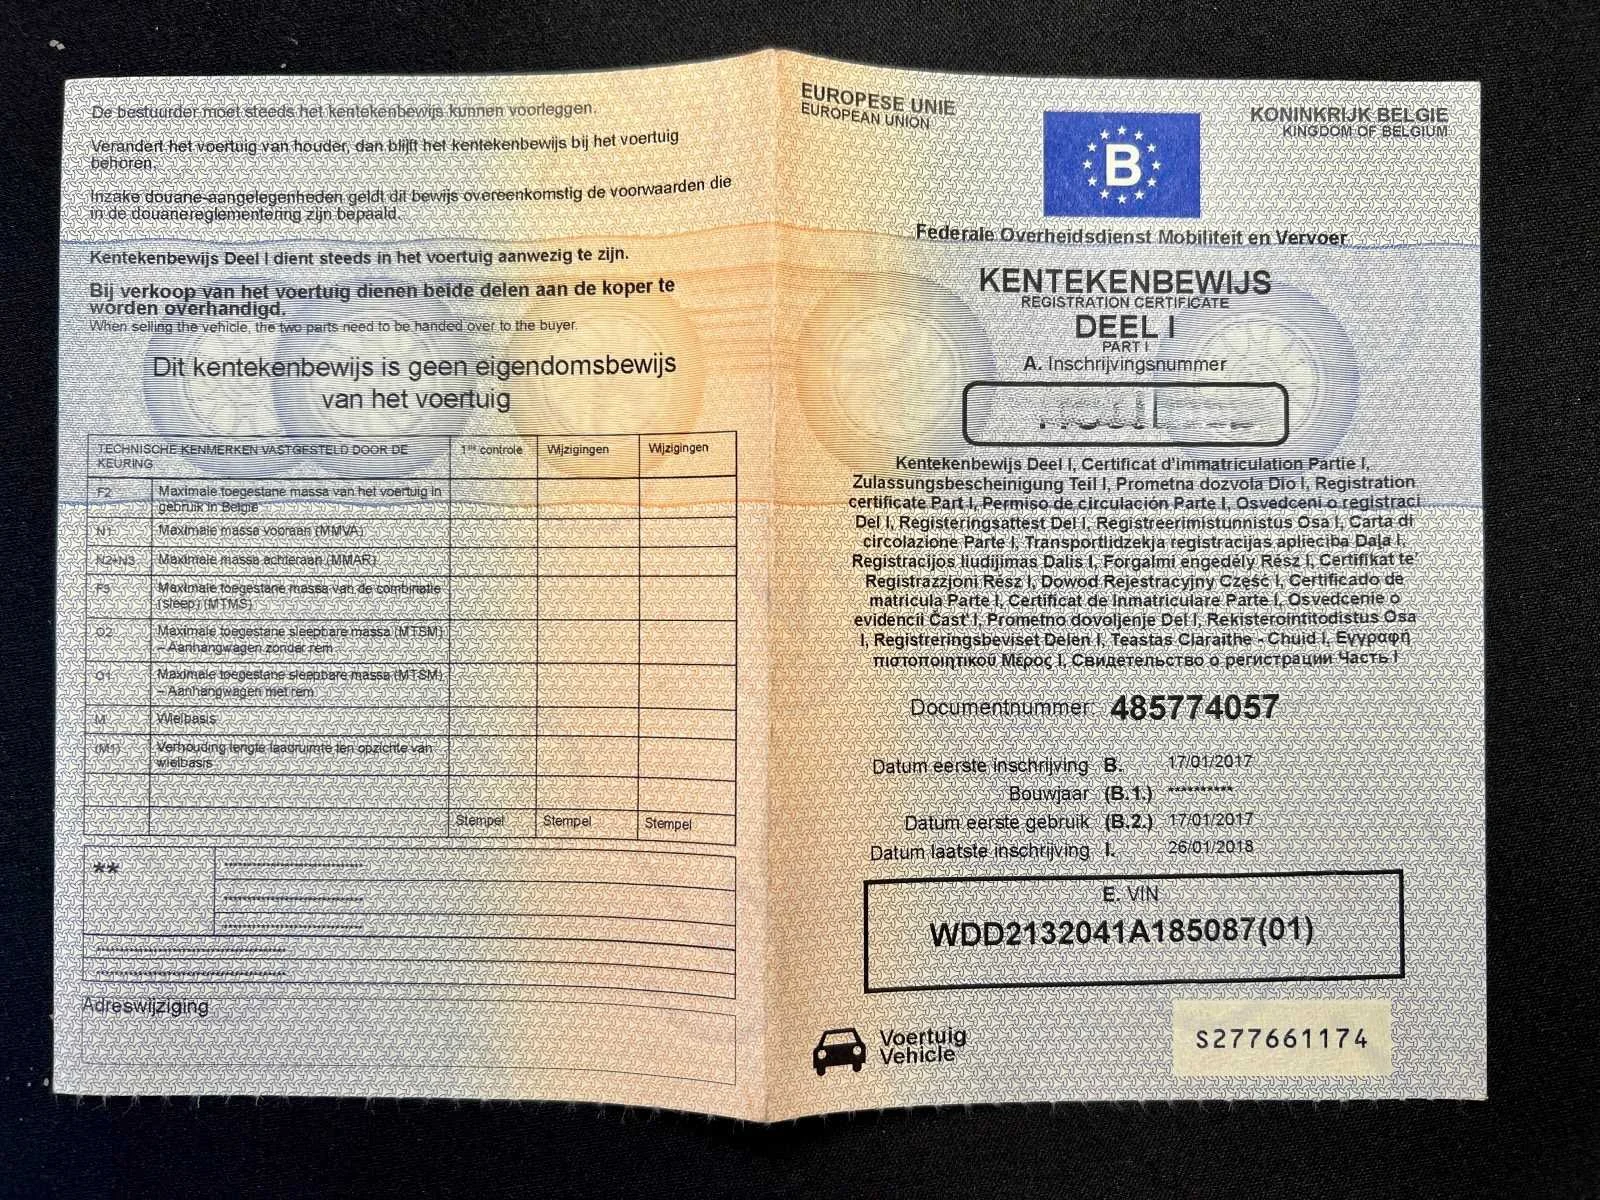 De bestuurder moet steeds het kentekenbewijs kunnen voorleggen.
Verandert het voertuig van houder, dan blijft het kentekenbewijs bij het voertuig
behoren.
Inzake douane-aangelegenheden geldt dit bewijs overeenkomstig de voorwaarden die
in de douanereglementering zijn bepaald.
Kentekenbewijs Deel I dient steeds in het voertuig aanwezig te zijn.
Bij verkoop van het voertuig dienen beide delen aan de koper te
worden overhandigd.
When selling the vehicle, the two parts need to be handed over to the buyer.
Dit kentekenbewijs is geen eigendomsbewijs
van het voertuig
TECHNISCHE KENMERKEN VASTGESTELD DOOR DE
KEURING
1ste controle
Wijzigingen
Wijzigingen
F2 Maximale toegestane massa van het voertuig in
gebruik in België
N1 Maximale massa vooraan (MMVA)
N2+N3 Maximale massa achteraan (MMAR)
F3 Maximale toegestane massa van de combinatie
(sleep) (MTMS)
O2 Maximale toegestane sleepbare massa (MTSM)
– Aanhangwagen zonder rem
O1 Maximale toegestane sleepbare massa (MTSM)
– Aanhangwagen met rem
M Wielbasis
(M1) Verhouding lengte laadruimte ten opzichte van
wielbasis
Stempel Stempel Stempel
**
Adreswijziging
EUROPESE UNIE
EUROPEAN UNION
B
KONINKRIJK BELGIE
KINGDOM OF BELGIUM
Federale Overheidsdienst Mobiliteit en Vervoer
KENTEKENBEWIJS
REGISTRATION CERTIFICATE
DEEL I
PART I
A. Inschrijvingsnummer
Kentekenbewijs Deel I, Certificat d'immatriculation Partie I,
Zulassungsbescheinigung Teil I, Prometna dozvola Dio I, Registration
certificate Part I, Permiso de circulación Parte I, Osvedceni o registraci
Del I, Registeringsattest Del I, Registreerimistunnistus Osa I, Carta di
circolazione Parte I, Transportlidzekja registracijas apliecība Daļa I,
Registracijos liudijimas Dalis I, Forgalmi engedély Rész I, Certifikat te'
Registrazzjoni Rész I, Dowod Rejestracyjny Część I, Certificado de
matricula Parte I, Certificat de Inmatriculare Parte I, Osvedcenie o
evidencii Čast' I, Prometno dovoljenje Del I, Rekisterointitodistus Osa
I, Registreringsbeviset Delen I, Teastas Claraithe - Chuid I, Εγγραφή
πιστοποιητικού Μέρος I, Свидетельство о регистрации Часть I
Documentnummer: 485774057
Datum eerste inschrijving B. 17/01/2017
Bouwjaar (B.1.) **********
Datum eerste gebruik (B.2.) 17/01/2017
Datum laatste inschrijving I. 26/01/2018
E. VIN
WDD2132041A185087(01)
Voertuig
Vehicle
S277661174